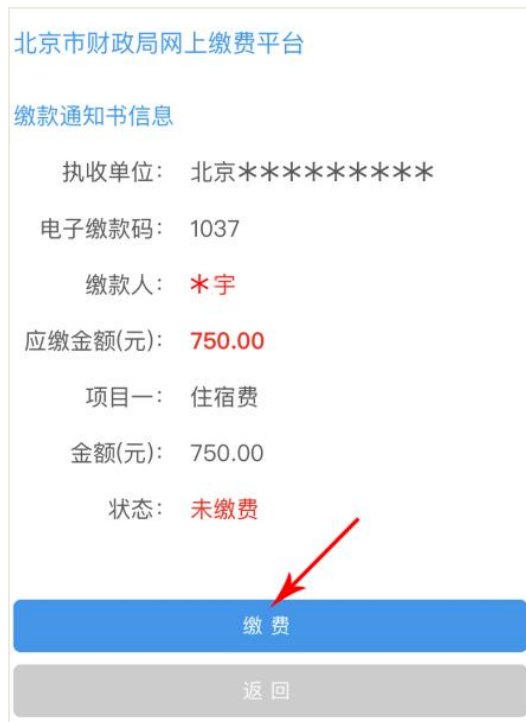 北京市财政局网上缴费平台
缴款通知书信息
执收单位： 北京*********
电子缴款码： 1037
缴款人： *宇
应缴金额(元)： 750.00
项目一： 住宿费
金额(元)： 750.00
状态： 未缴费
缴 费
返 回